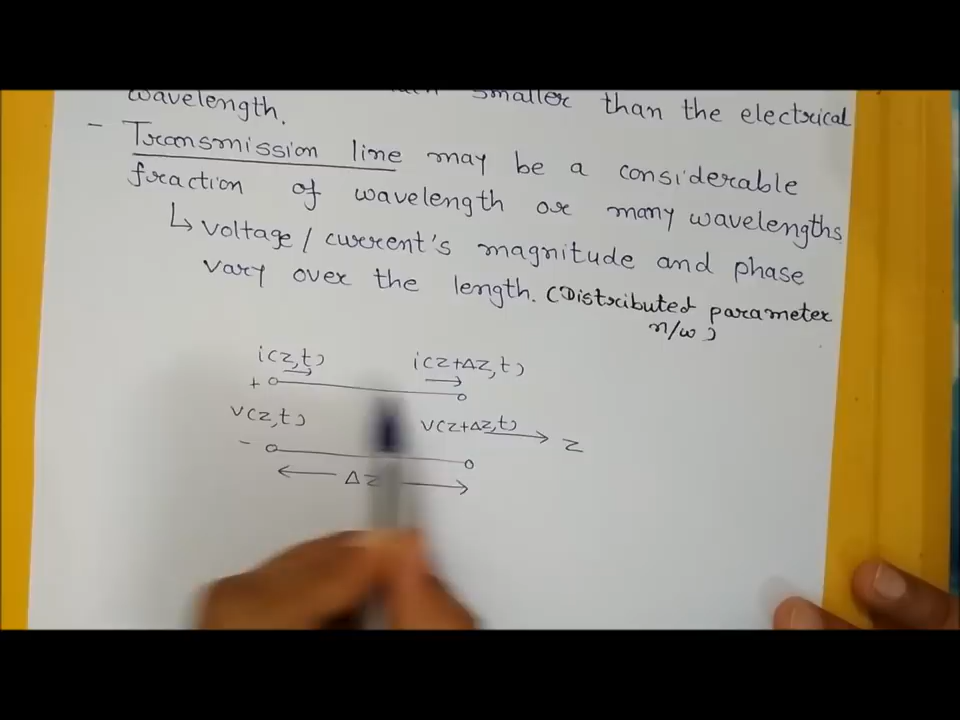 wavelength. smaller than the electrical
- Transmission line may be a considerable
fraction of wavelength or many wavelengths
↳ voltage / current's magnitude and phase
vary over the length. (Distributed parameter
n/w)
i(z,t) i(z+Δz,t)
+
v(z,t) v(z+Δz,t)
- z
Δz